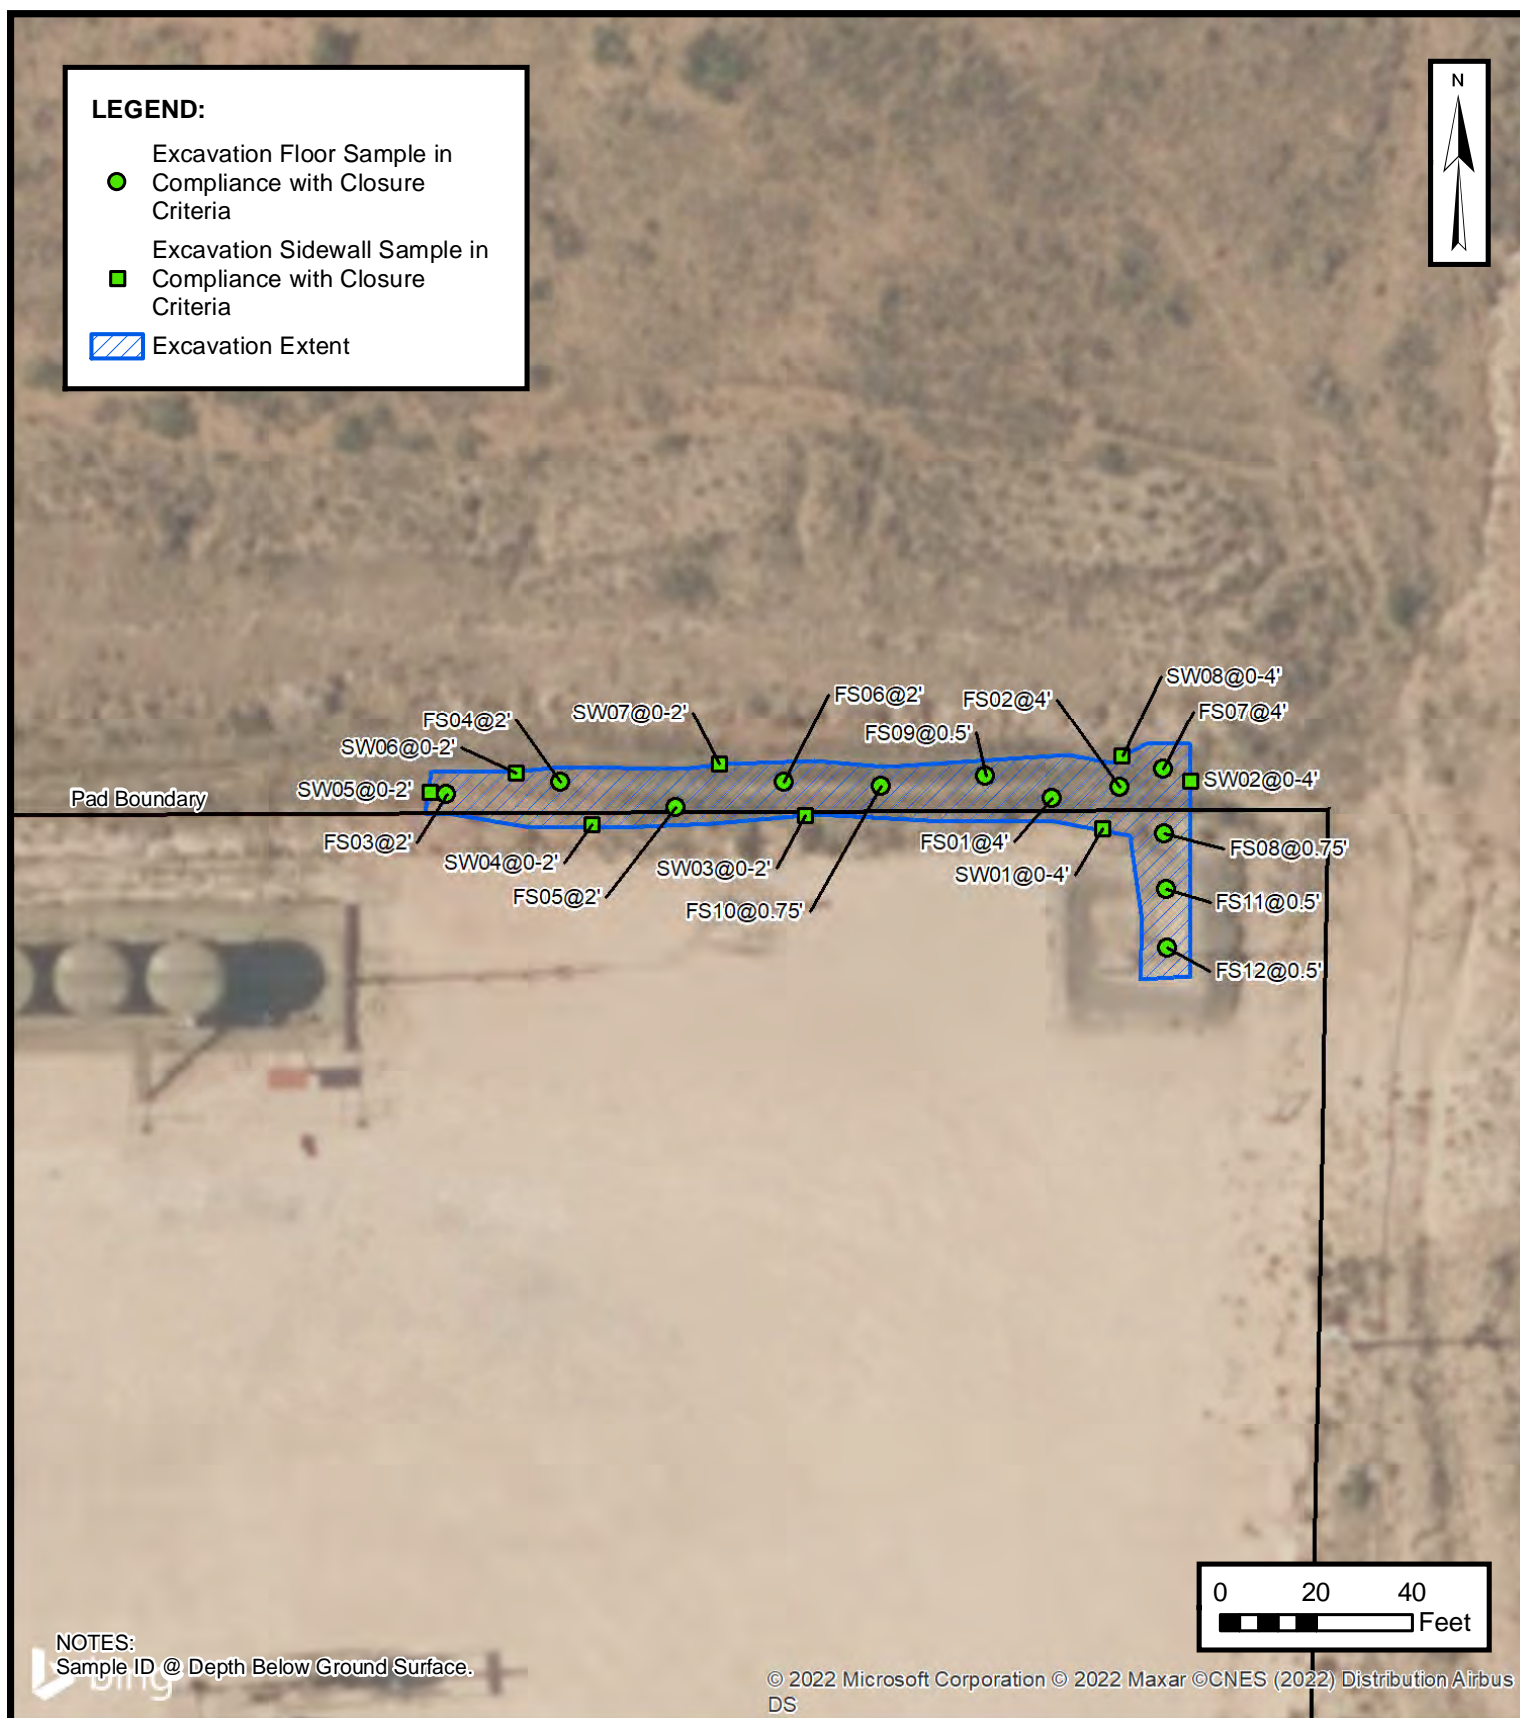 LEGEND:
Excavation Floor Sample in
Compliance with Closure
Criteria
Excavation Sidewall Sample in
Compliance with Closure
Criteria
Excavation Extent
N
SW08@0-4'
FS06@2'
FS02@4'
FS07@4'
SW07@0-2'
FS04@2'
FS09@0.5'
SW06@0-2'
SW02@0-4'
SW05@0-2'
Pad Boundary
FS03@2'
FS01@4'
FS08@0.75'
SW04@0-2'
SW03@0-2'
SW01@0-4'
FS05@2'
FS11@0.5'
FS10@0.75'
FS12@0.5'
0 20 40
Feet
NOTES:
Sample ID @ Depth Below Ground Surface.
bing
© 2022 Microsoft Corporation © 2022 Maxar ©CNES (2022) Distribution Airbus
DS